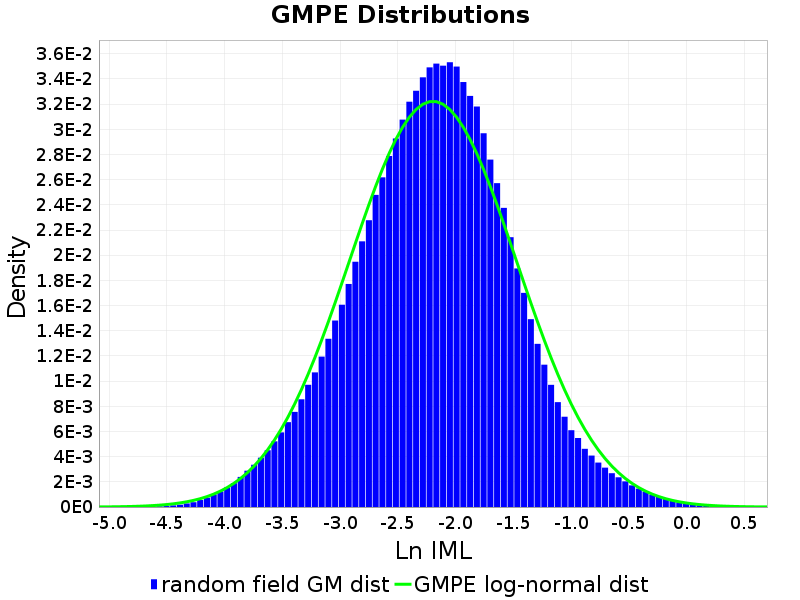 GMPE Distributions
Density
3.6E-2
3.4E-2
3.2E-2
3E-2
2.8E-2
2.6E-2
2.4E-2
2.2E-2
2E-2
1.8E-2
1.6E-2
1.4E-2
1.2E-2
1E-2
8E-3
6E-3
4E-3
2E-3
0E0
-5.0 -4.5 -4.0 -3.5 -3.0 -2.5 -2.0 -1.5 -1.0 -0.5 0.0 0.5
Ln IML
random field GM dist GMPE log-normal dist